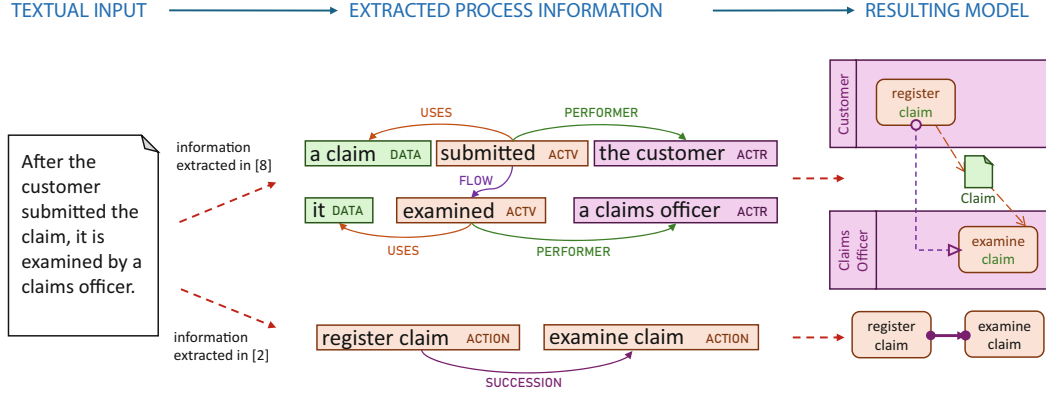 TEXTUAL INPUT
EXTRACTED PROCESS INFORMATION
RESULTING MODEL
After the
customer
submitted the
claim, it is
examined by a
claims officer.
information
extracted in [8]
USES
PERFORMER
a claim DATA
submitted ACTV
the customer ACTR
FLOW
it DATA
examined ACTV
a claims officer ACTR
USES
PERFORMER
information
extracted in [2]
register claim ACTION
examine claim ACTION
SUCCESSION
Customer
register
claim
Claim
Claims
Officer
examine
claim
register
claim
examine
claim